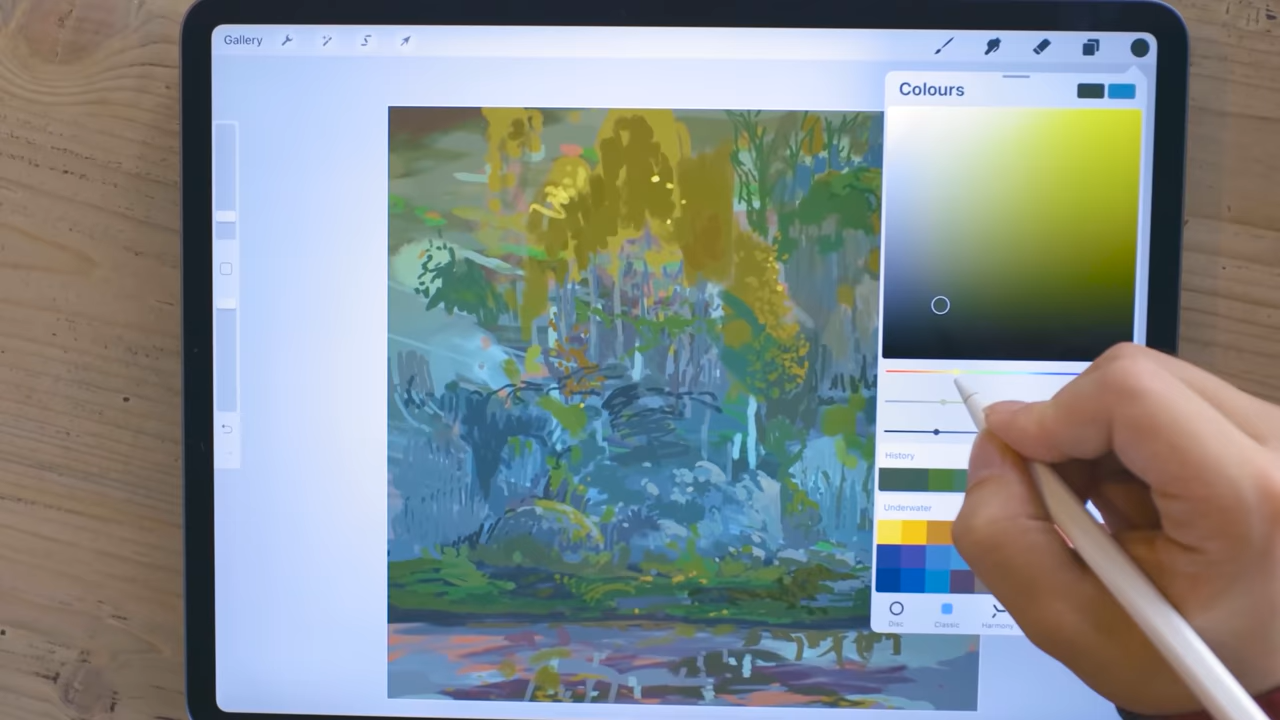 Gallery
Colours
History
Underwater
Disc
Classic
Harmony